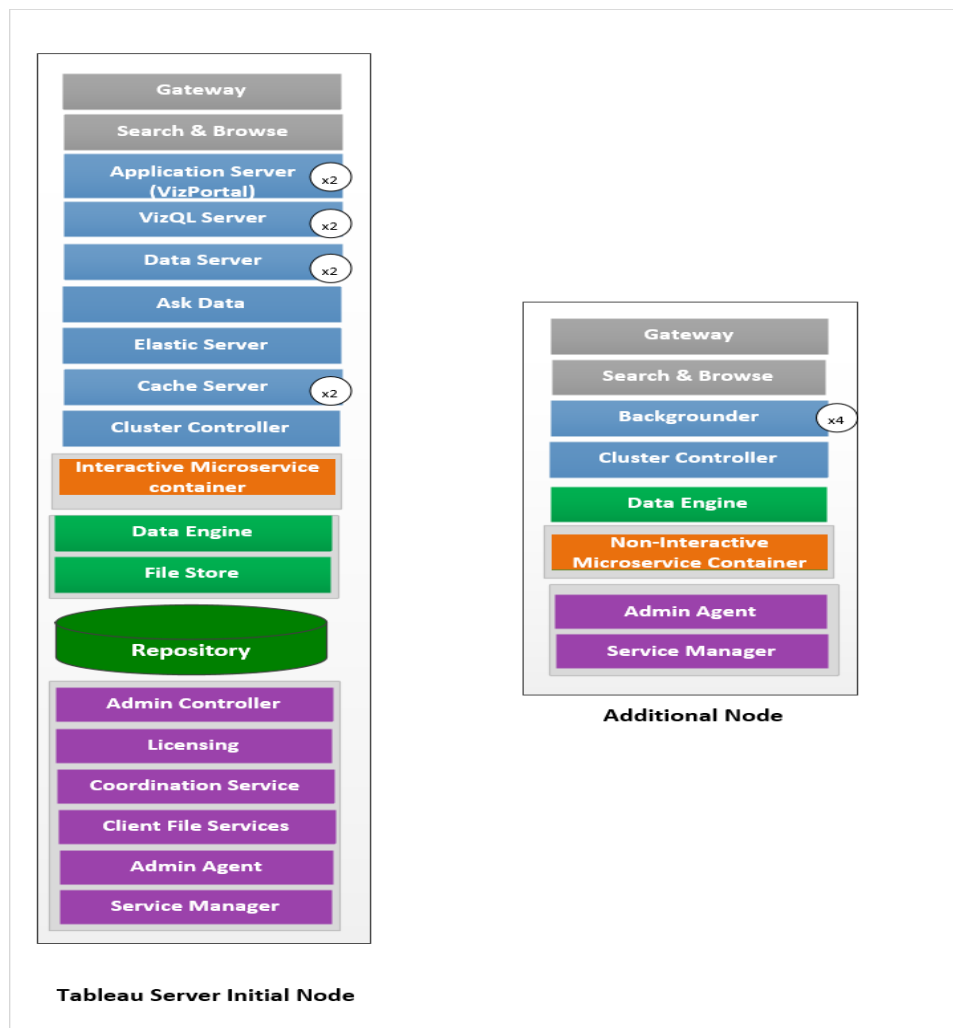 Gateway
Search & Browse
Application Server
(VizPortal)
x2
VizQL Server
x2
Data Server
x2
Ask Data
Elastic Server
Cache Server
x2
Cluster Controller
Interactive Microservice
container
Data Engine
File Store
Repository
Admin Controller
Licensing
Coordination Service
Client File Services
Admin Agent
Service Manager
Tableau Server Initial Node
Gateway
Search & Browse
Backgrounder
x4
Cluster Controller
Data Engine
Non-Interactive
Microservice Container
Admin Agent
Service Manager
Additional Node